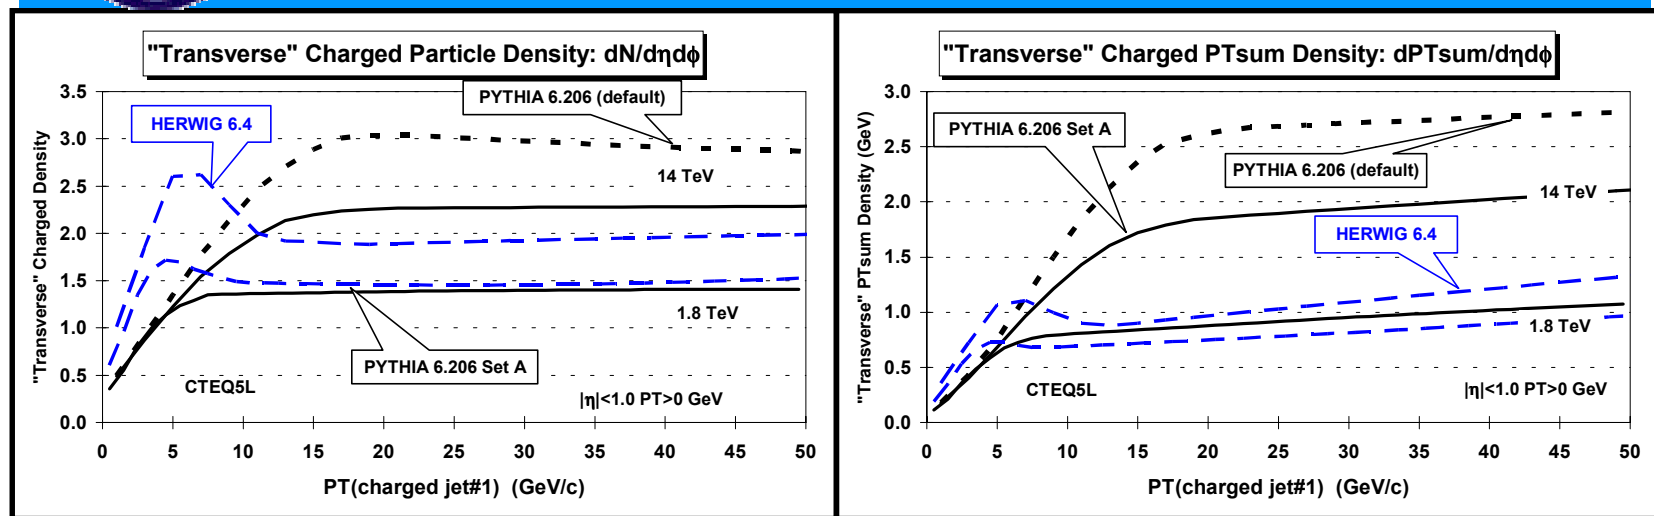 "Transverse" Charged Particle Density: dN/dηdϕ
PYTHIA 6.206 (default)
HERWIG 6.4
14 TeV
1.8 TeV
PYTHIA 6.206 Set A
CTEQ5L
|η|<1.0 PT>0 GeV
"Transverse" Charged Density
3.5
3.0
2.5
2.0
1.5
1.0
0.5
0.0
0 5 10 15 20 25 30 35 40 45 50
PT(charged jet#1) (GeV/c)
"Transverse" Charged PTsum Density: dPTsum/dηdϕ
PYTHIA 6.206 Set A
PYTHIA 6.206 (default)
14 TeV
HERWIG 6.4
1.8 TeV
CTEQ5L
|η|<1.0 PT>0 GeV
"Transverse" PTsum Density (GeV)
3.0
2.5
2.0
1.5
1.0
0.5
0.0
0 5 10 15 20 25 30 35 40 45 50
PT(charged jet#1) (GeV/c)